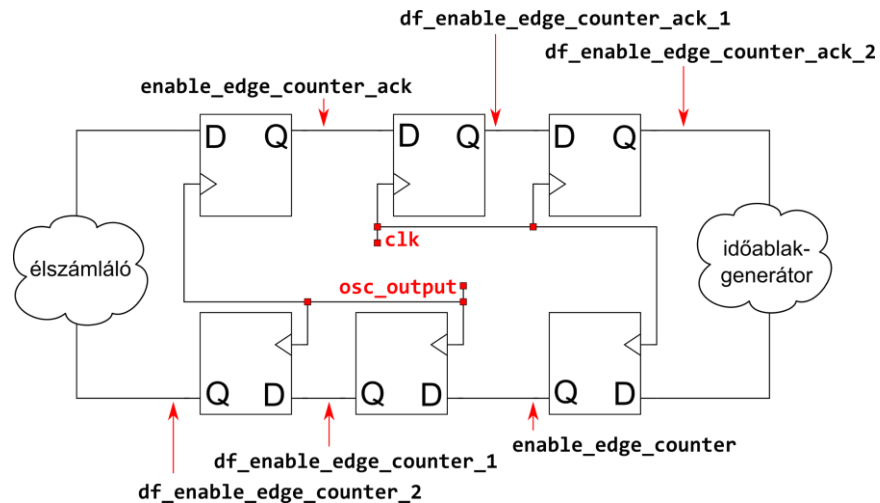 df_enable_edge_counter_ack_1
df_enable_edge_counter_ack_2
enable_edge_counter_ack
D Q D Q D Q
élszámláló
clk
időablak-
generátor
osc_output
Q D Q D Q D
enable_edge_counter
df_enable_edge_counter_1
df_enable_edge_counter_2